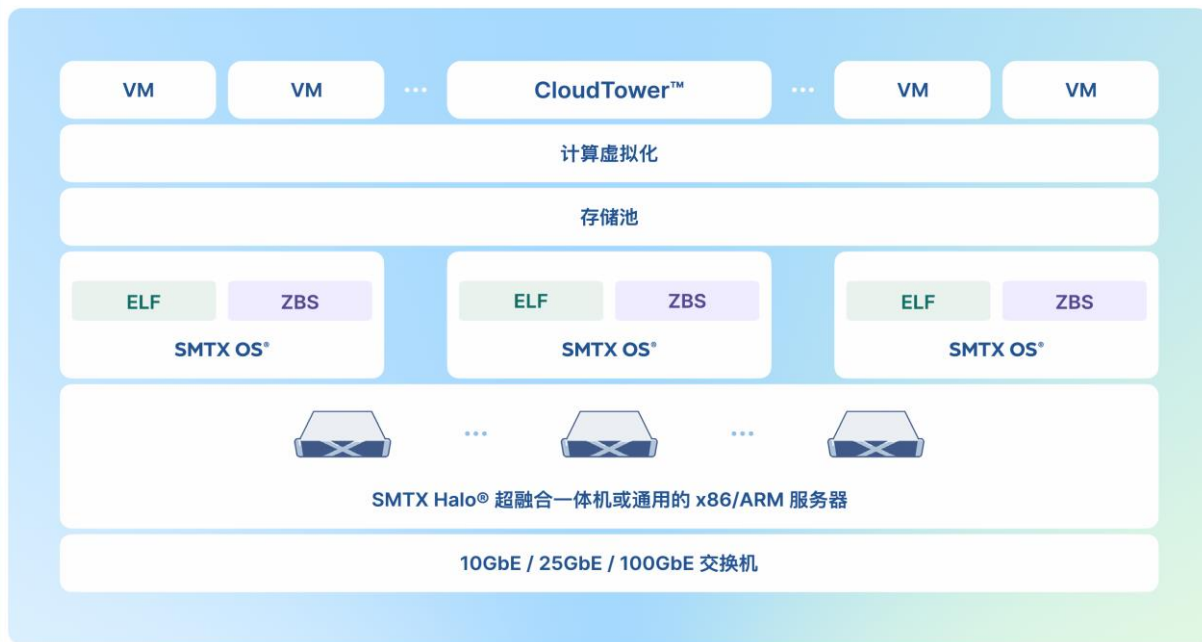 VM VM ... CloudTower™ ... VM VM
计算虚拟化
存储池
ELF ZBS ELF ZBS ELF ZBS
SMTX OS® SMTX OS® SMTX OS®
... ...
SMTX Halo® 超融合一体机或通用的 x86/ARM 服务器
10GbE / 25GbE / 100GbE 交换机